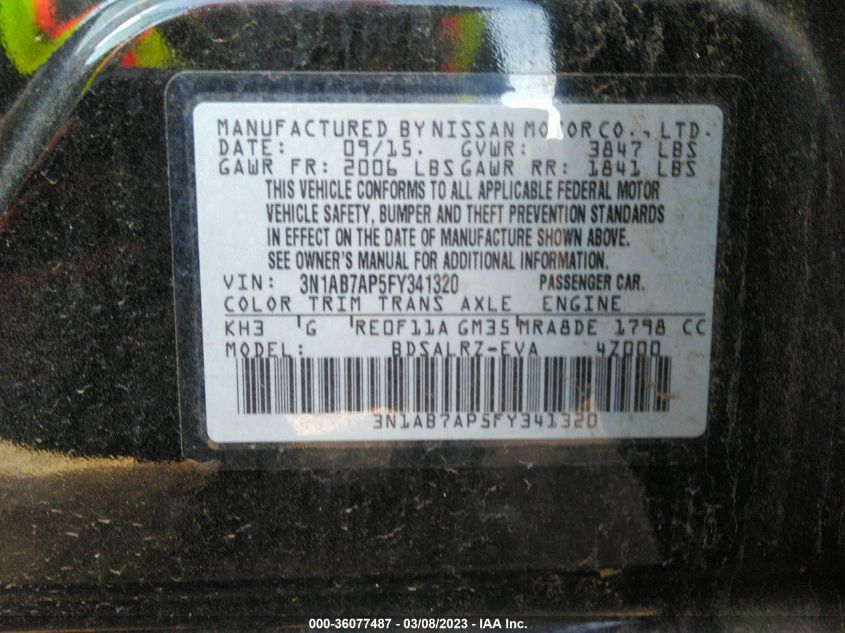 MANUFACTURED BY NISSAN MOTOR CO., LTD.
DATE: 09/15. GVWR: 3847 LBS
GAWR FR: 2006 LBS GAWR RR: 1841 LBS
THIS VEHICLE CONFORMS TO ALL APPLICABLE FEDERAL MOTOR
VEHICLE SAFETY, BUMPER AND THEFT PREVENTION STANDARDS
IN EFFECT ON THE DATE OF MANUFACTURE SHOWN ABOVE.
SEE OWNER'S MANUAL FOR ADDITIONAL INFORMATION.
VIN: 3N1AB7AP5FY341320 PASSENGER CAR.
COLOR TRIM TRANS AXLE ENGINE
KH3 G RE0F11A GM35 MRA8DE 1798 CC
MODEL: BDSALRZ-EVA 4Z000
3N1AB7AP5FY341320
000-36077487 - 03/08/2023 - IAA Inc.